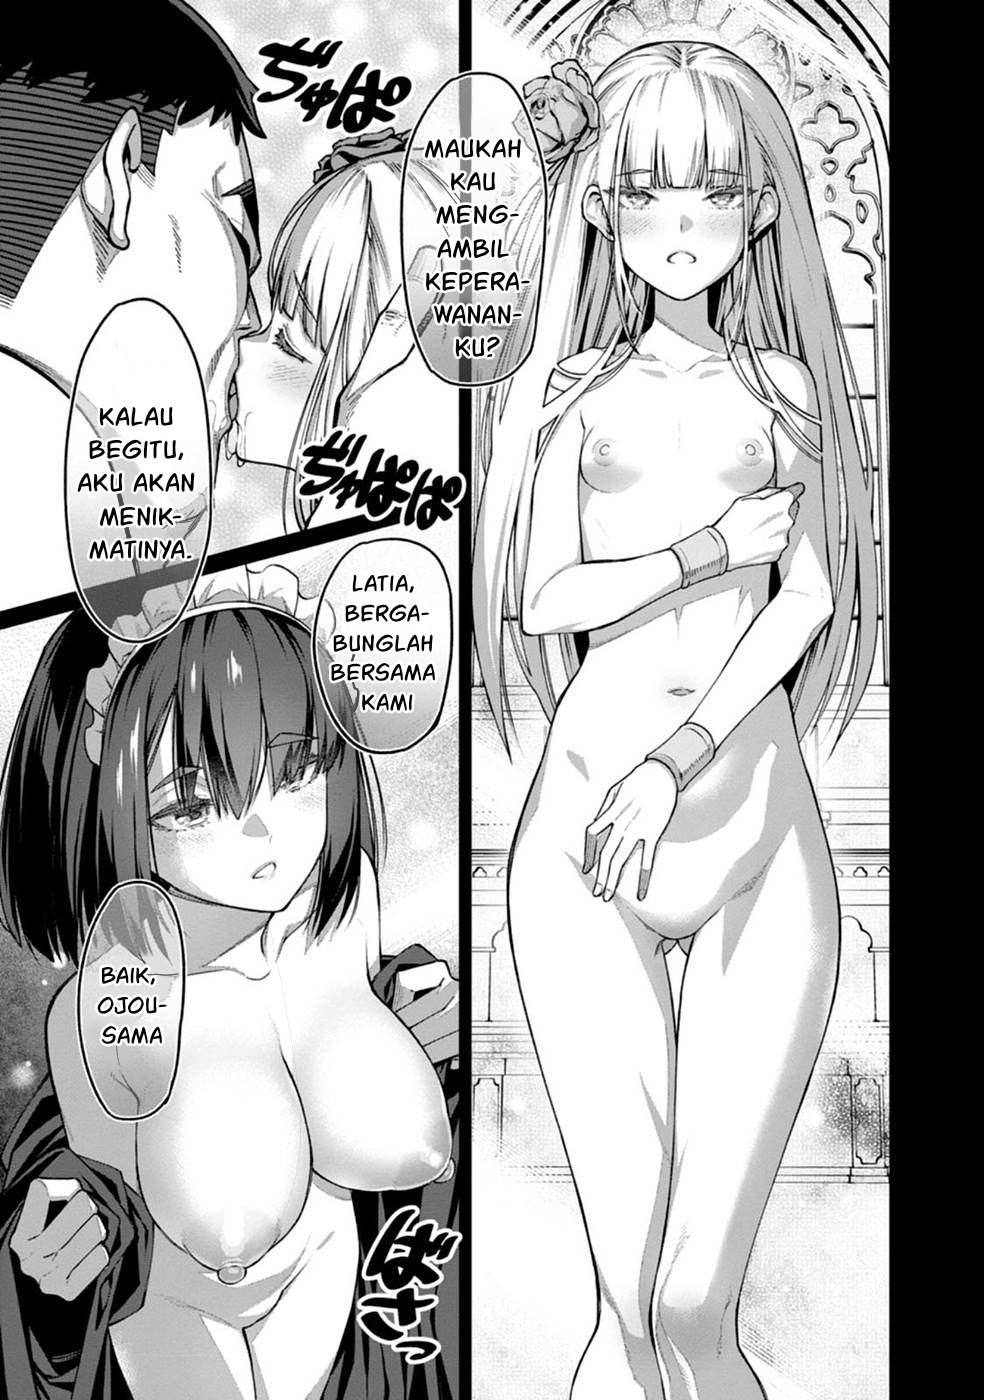 MAUKAH
KAU
MENG-
AMBIL
KEPERA-
WANAN-
KU?
ぢゅぱ
KALAU
BEGITU,
AKU AKAN
MENIK-
MATINYA.
ぢゅぱぱ
LATIA,
BERGA-
BUNGLAH
BERSAMA
KAMI
BAIK,
OJOU-
SAMA
ばさっ